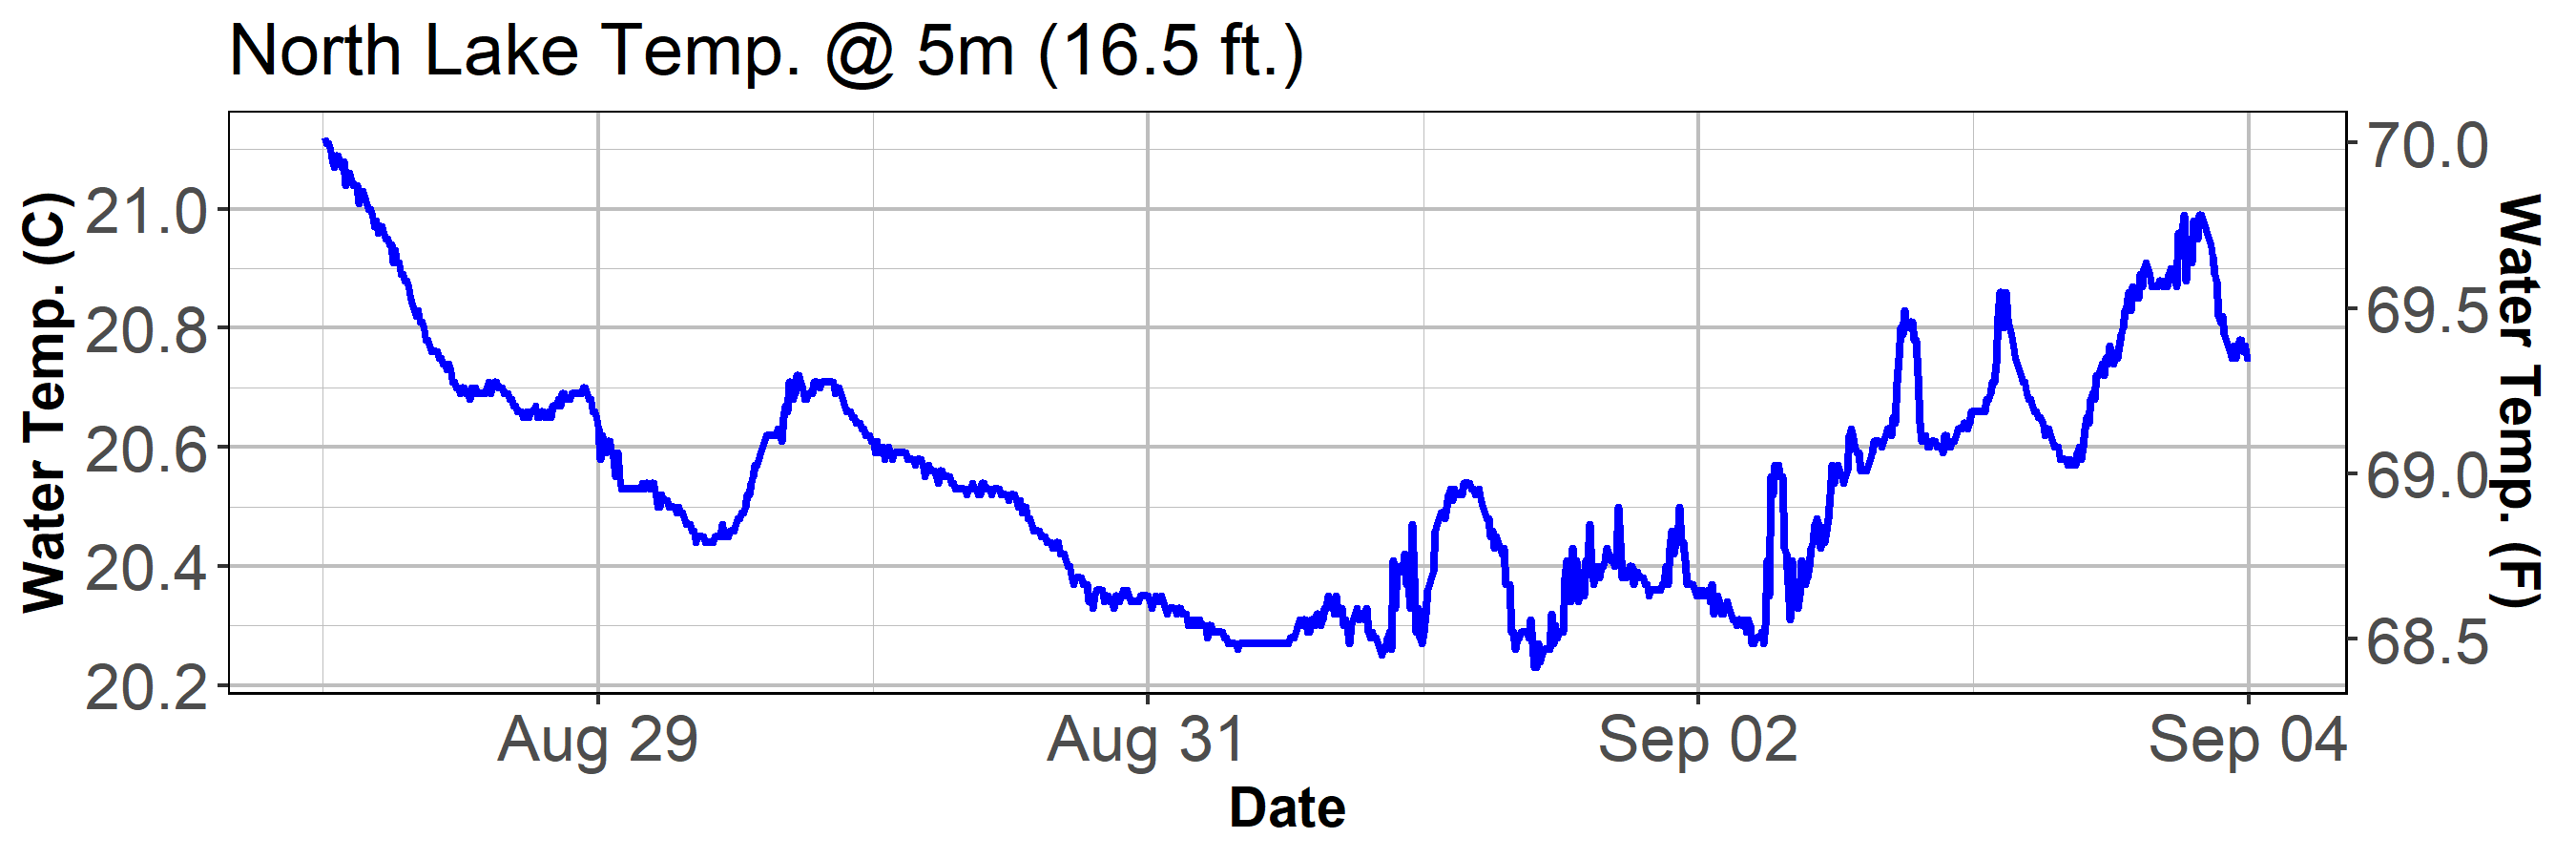 North Lake Temp. @ 5m (16.5 ft.)
Water Temp. (C)
21.0
20.8
20.6
20.4
20.2
70.0
69.5
69.0
68.5
Water Temp. (F)
Aug 29 Aug 31 Sep 02 Sep 04
Date